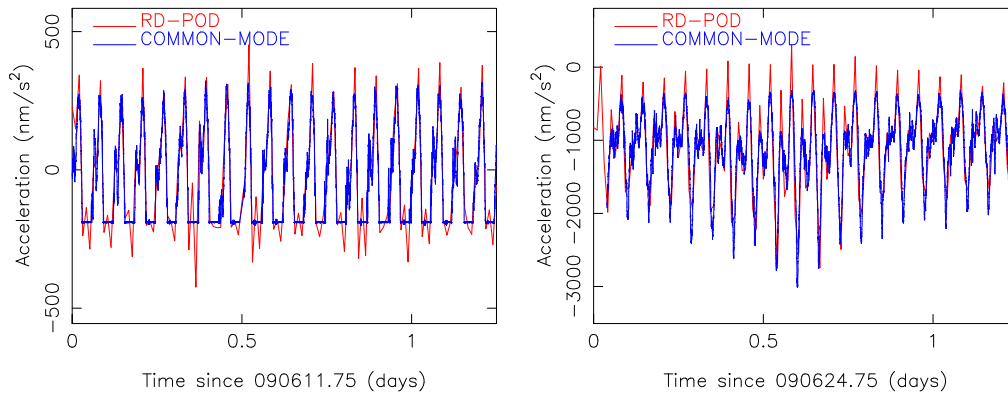 RD-POD
COMMON-MODE
500
0
-500
Acceleration (nm/s²)
0
0.5
1
Time since 090611.75 (days)
RD-POD
COMMON-MODE
0
-1000
-2000
-3000
Acceleration (nm/s²)
0
0.5
1
Time since 090624.75 (days)